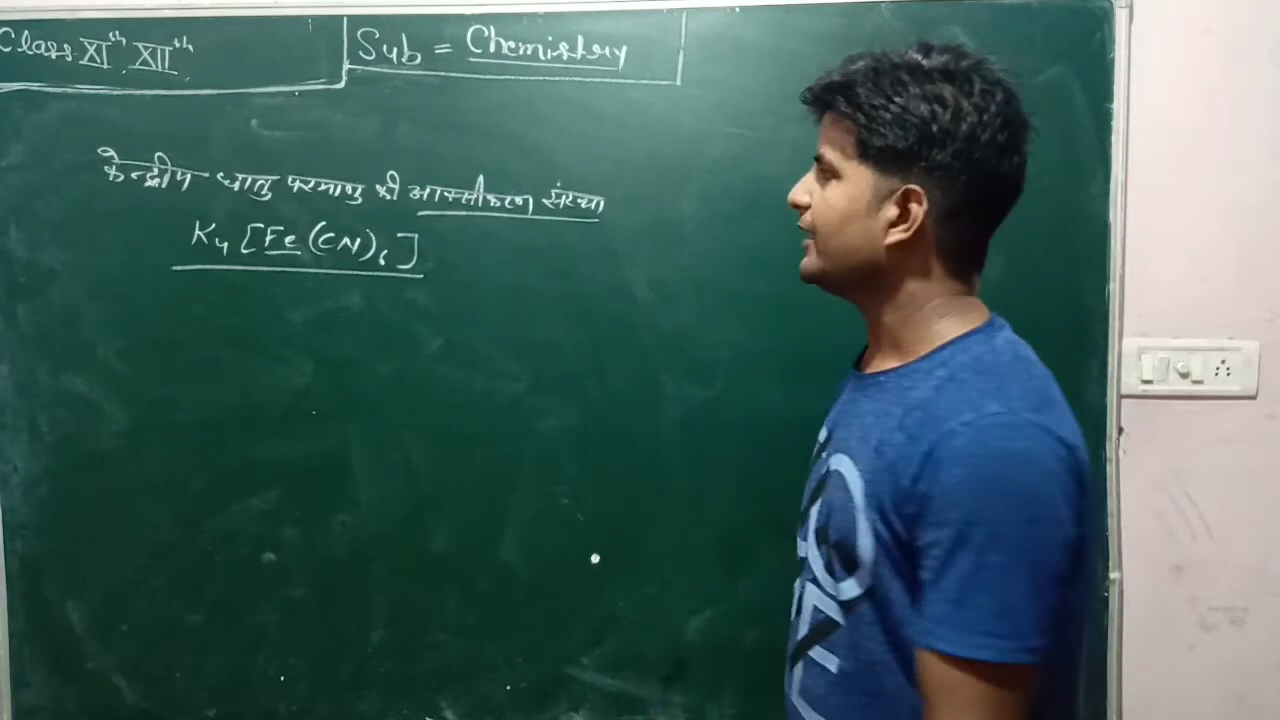 Class XIth, XIIth
Sub = Chemistry
केन्द्रीय धातु परमाणु की आक्सीकरण संख्या
K4 [Fe(CN)6]